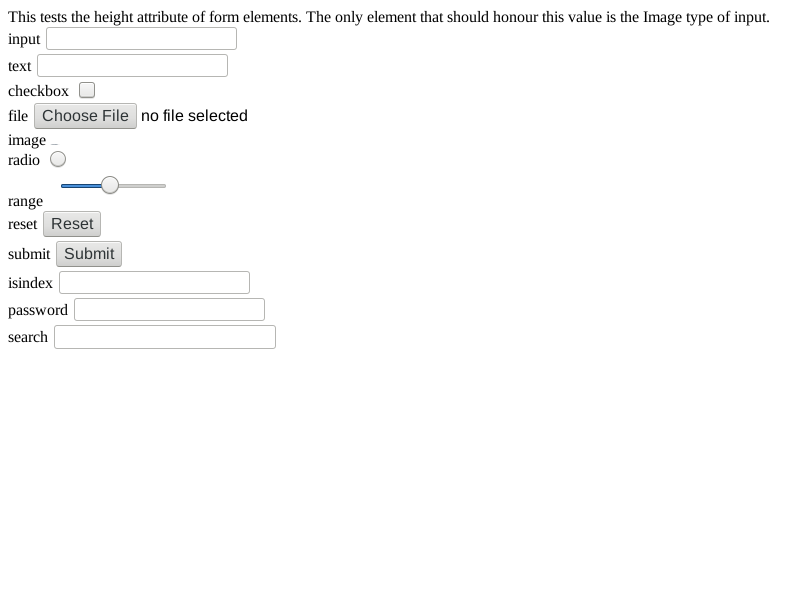 This tests the height attribute of form elements. The only element that should honour this value is the Image type of input.
input
text
checkbox
file Choose File no file selected
image
radio
range
reset Reset
submit Submit
isindex
password
search